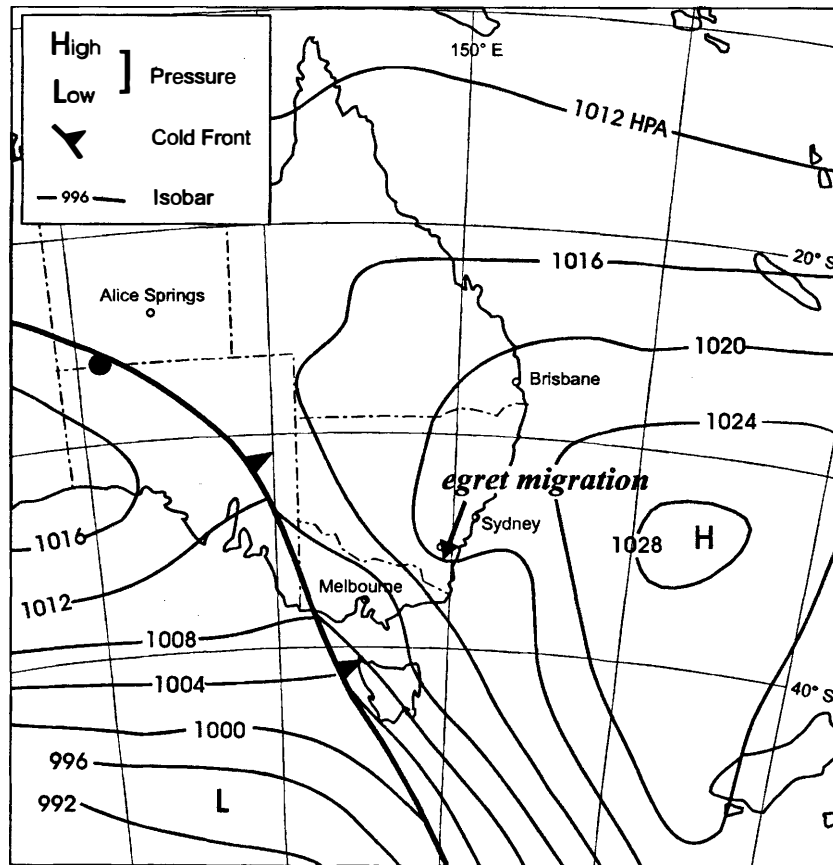 High
Low
] Pressure
Cold Front
996 Isobar
150° E
1012 HPA
20° S
1016
Alice Springs
1020
Brisbane
1024
egret migration
Sydney
1016
1028 H
Melbourne
1012
1008
1004
40° S
1000
996
992
L